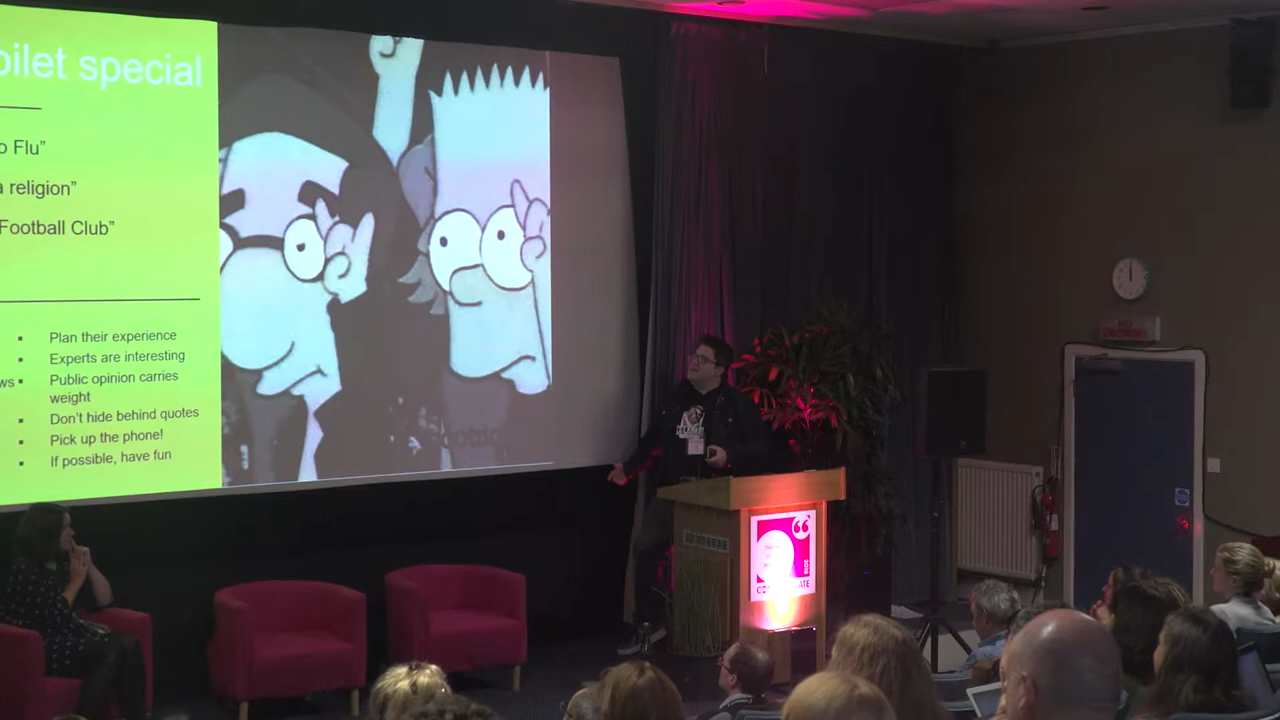 oilet special
o Flu”
a religion”
Football Club”
ws
Plan their experience
Experts are interesting
Public opinion carries
weight
Don’t hide behind quotes
Pick up the phone!
If possible, have fun